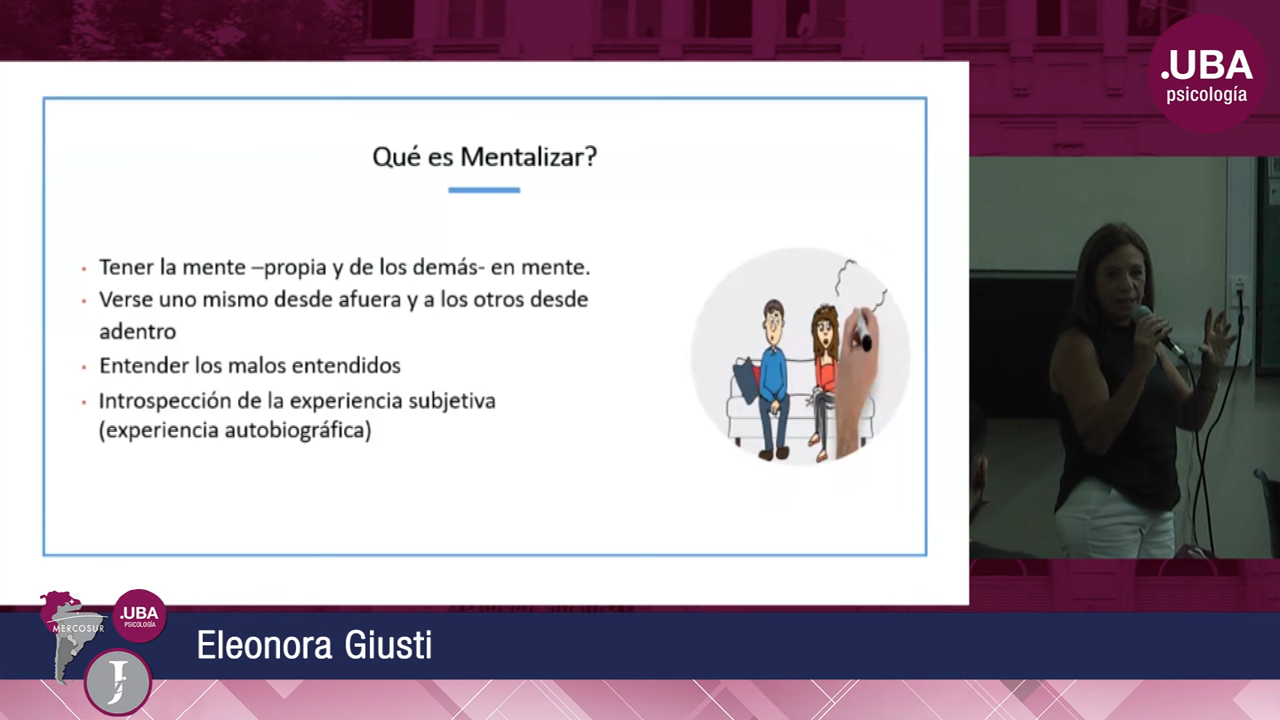 .UBA
psicología
Qué es Mentalizar?
Tener la mente –propia y de los demás- en mente.
Verse uno mismo desde afuera y a los otros desde
adentro
Entender los malos entendidos
Introspección de la experiencia subjetiva
(experiencia autobiográfica)
MERCOSUR
.UBA
PSICOLOGÍA
Eleonora Giusti